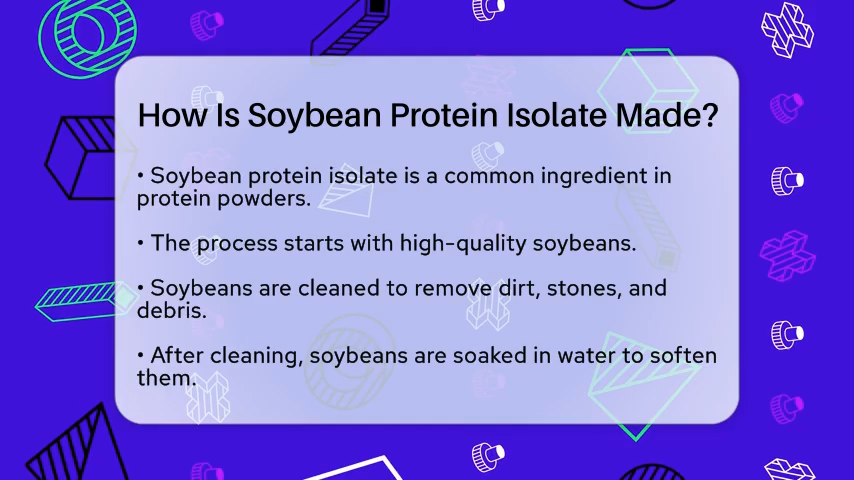 How Is Soybean Protein Isolate Made?
• Soybean protein isolate is a common ingredient in
protein powders.
• The process starts with high-quality soybeans.
• Soybeans are cleaned to remove dirt, stones, and
debris.
• After cleaning, soybeans are soaked in water to soften
them.